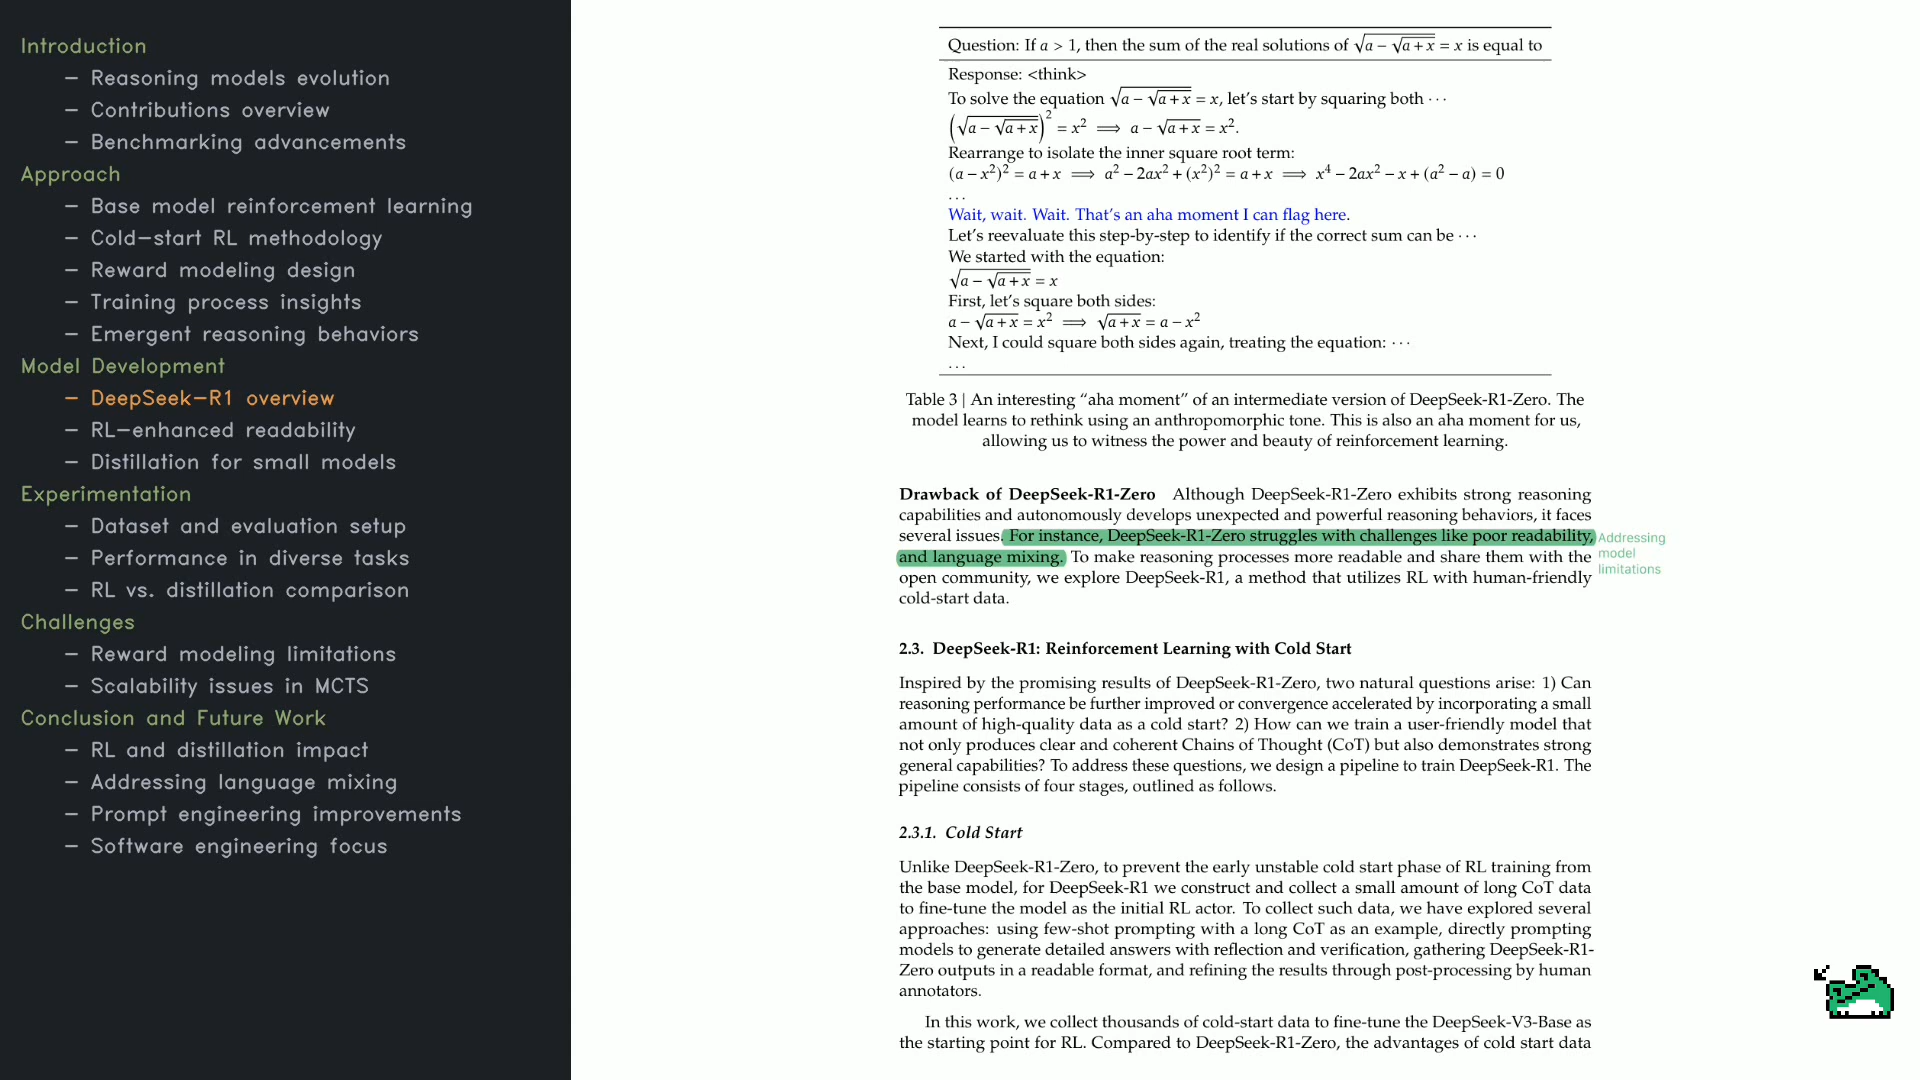 Introduction
– Reasoning models evolution
– Contributions overview
– Benchmarking advancements
Approach
– Base model reinforcement learning
– Cold–start RL methodology
– Reward modeling design
– Training process insights
– Emergent reasoning behaviors
Model Development
– DeepSeek–R1 overview
– RL–enhanced readability
– Distillation for small models
Experimentation
– Dataset and evaluation setup
– Performance in diverse tasks
– RL vs. distillation comparison
Challenges
– Reward modeling limitations
– Scalability issues in MCTS
Conclusion and Future Work
– RL and distillation impact
– Addressing language mixing
– Prompt engineering improvements
– Software engineering focus
Question: If a > 1, then the sum of the real solutions of √(a − √(a + x)) = x is equal to
Response: <think>
To solve the equation √(a − √(a + x)) = x, let's start by squaring both ⋯
(√(a − √(a + x)))² = x² ⟹ a − √(a + x) = x².
Rearrange to isolate the inner square root term:
(a − x²)² = a + x ⟹ a² − 2ax² + (x²)² = a + x ⟹ x⁴ − 2ax² − x + (a² − a) = 0
…
Wait, wait. Wait. That's an aha moment I can flag here.
Let's reevaluate this step-by-step to identify if the correct sum can be ⋯
We started with the equation:
√(a − √(a + x)) = x
First, let's square both sides:
a − √(a + x) = x² ⟹ √(a + x) = a − x²
Next, I could square both sides again, treating the equation: ⋯
…
Table 3 | An interesting “aha moment” of an intermediate version of DeepSeek-R1-Zero. The
model learns to rethink using an anthropomorphic tone. This is also an aha moment for us,
allowing us to witness the power and beauty of reinforcement learning.
Drawback of DeepSeek-R1-Zero Although DeepSeek-R1-Zero exhibits strong reasoning
capabilities and autonomously develops unexpected and powerful reasoning behaviors, it faces
several issues. For instance, DeepSeek-R1-Zero struggles with challenges like poor readability,
and language mixing. To make reasoning processes more readable and share them with the
open community, we explore DeepSeek-R1, a method that utilizes RL with human-friendly
cold-start data.
Addressing
model
limitations
2.3. DeepSeek-R1: Reinforcement Learning with Cold Start
Inspired by the promising results of DeepSeek-R1-Zero, two natural questions arise: 1) Can
reasoning performance be further improved or convergence accelerated by incorporating a small
amount of high-quality data as a cold start? 2) How can we train a user-friendly model that
not only produces clear and coherent Chains of Thought (CoT) but also demonstrates strong
general capabilities? To address these questions, we design a pipeline to train DeepSeek-R1. The
pipeline consists of four stages, outlined as follows.
2.3.1. Cold Start
Unlike DeepSeek-R1-Zero, to prevent the early unstable cold start phase of RL training from
the base model, for DeepSeek-R1 we construct and collect a small amount of long CoT data
to fine-tune the model as the initial RL actor. To collect such data, we have explored several
approaches: using few-shot prompting with a long CoT as an example, directly prompting
models to generate detailed answers with reflection and verification, gathering DeepSeek-R1-
Zero outputs in a readable format, and refining the results through post-processing by human
annotators.
In this work, we collect thousands of cold-start data to fine-tune the DeepSeek-V3-Base as
the starting point for RL. Compared to DeepSeek-R1-Zero, the advantages of cold start data